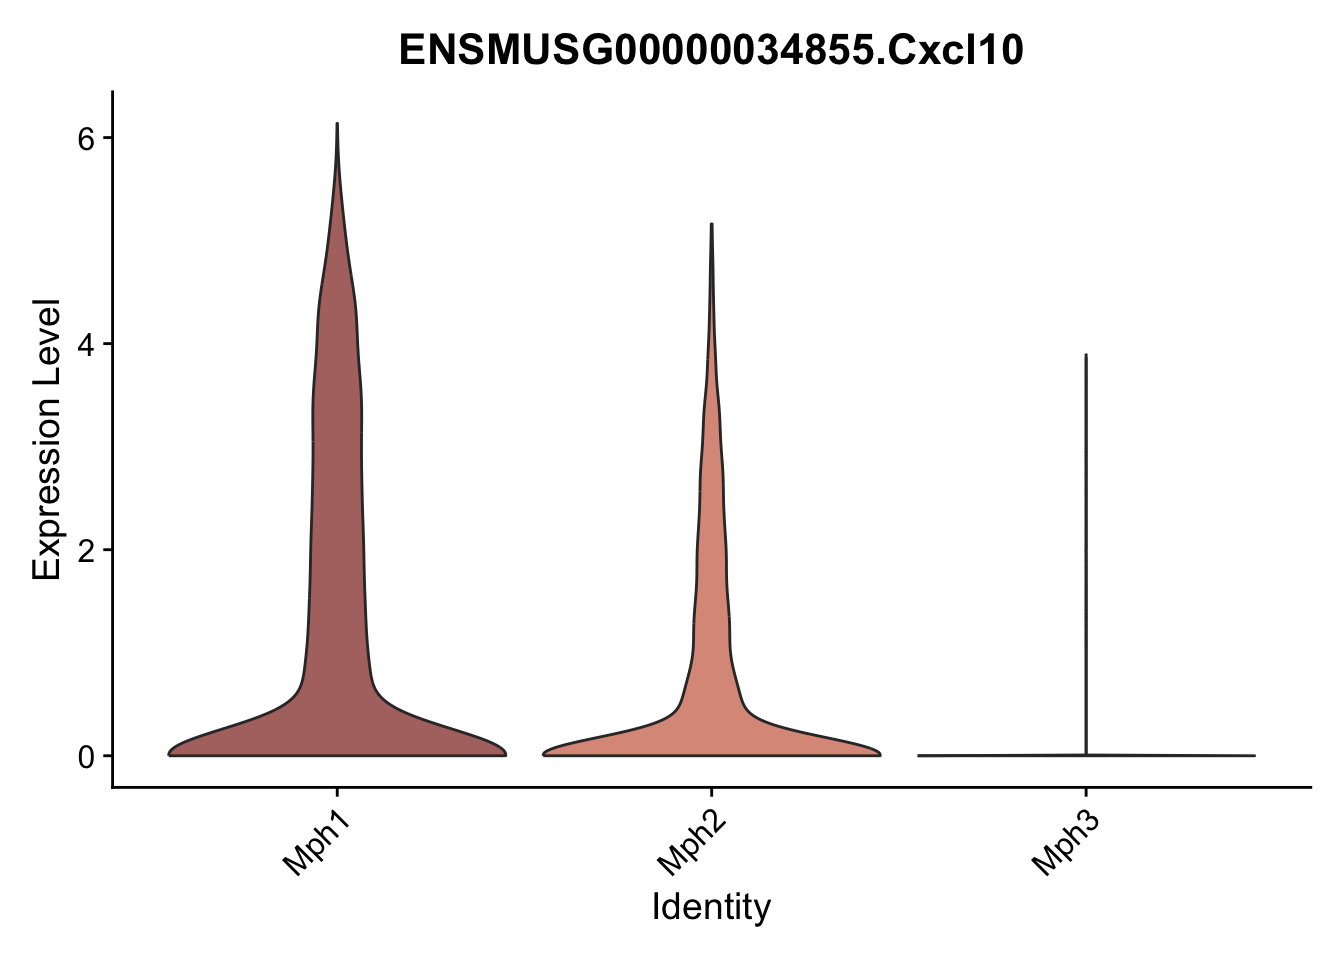 ENSMUSG00000034855.Cxcl10
6
4
2
0
Expression Level
Mph1
Mph2
Mph3
Identity